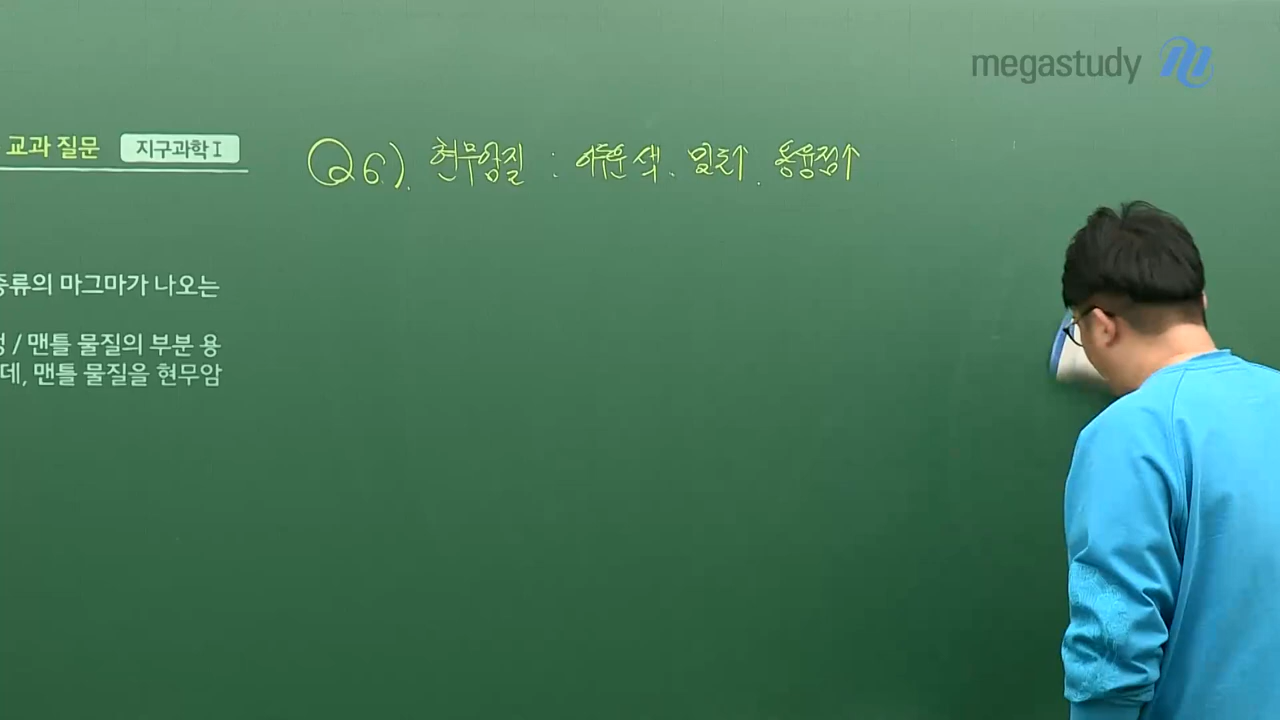 megastudy
교과 질문 지구과학 I
Q6). 현무암질 : 어두운 색. 밀도↑. 용융점↑
종류의 마그마가 나오는
성 / 맨틀 물질의 부분 용
데, 맨틀 물질을 현무암